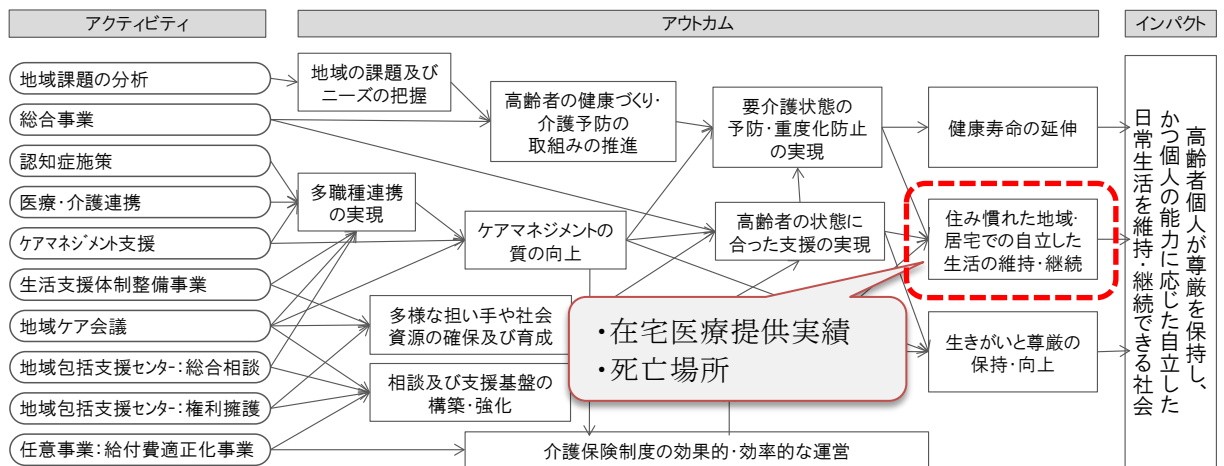 アクティビティ
アウトカム
インパクト
地域課題の分析
総合事業
認知症施策
医療・介護連携
ケアマネジメント支援
生活支援体制整備事業
地域ケア会議
地域包括支援センター:総合相談
地域包括支援センター:権利擁護
任意事業:給付費適正化事業
地域の課題及び
ニーズの把握
多職種連携
の実現
高齢者の健康づくり・
介護予防の
取組みの推進
ケアマネジメントの
質の向上
多様な担い手や社会
資源の確保及び育成
相談及び支援基盤の
構築・強化
介護保険制度の効果的・効率的な運営
要介護状態の
予防・重度化防止
の実現
高齢者の状態に
合った支援の実現
・在宅医療提供実績
・死亡場所
健康寿命の延伸
住み慣れた地域・
居宅での自立した
生活の維持・継続
生きがいと尊厳の
保持・向上
高齢者個人が尊厳を保持し、
かつ個人の能力に応じた自立した
日常生活を維持・継続できる社会